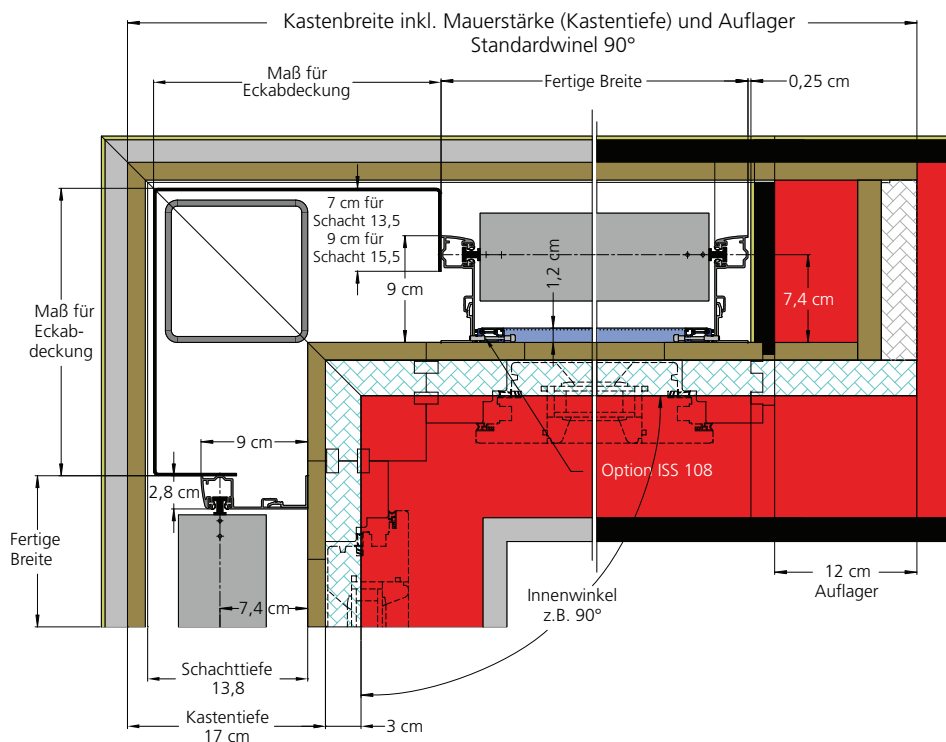 Kastenbreite inkl. Mauerstärke (Kastentiefe) und Auflager
Standardwinel 90°
Maß für
Eckabdeckung
Fertige Breite
0,25 cm
7 cm für
Schacht 13,5
9 cm für
Schacht 15,5
1,2 cm
9 cm
7,4 cm
Maß für
Eckab-
deckung
9 cm
2,8 cm
Option ISS 108
Fertige
Breite
7,4 cm
Innenwinkel
z.B. 90°
12 cm
Auflager
Schachttiefe
13,8
Kastentiefe
17 cm
3 cm